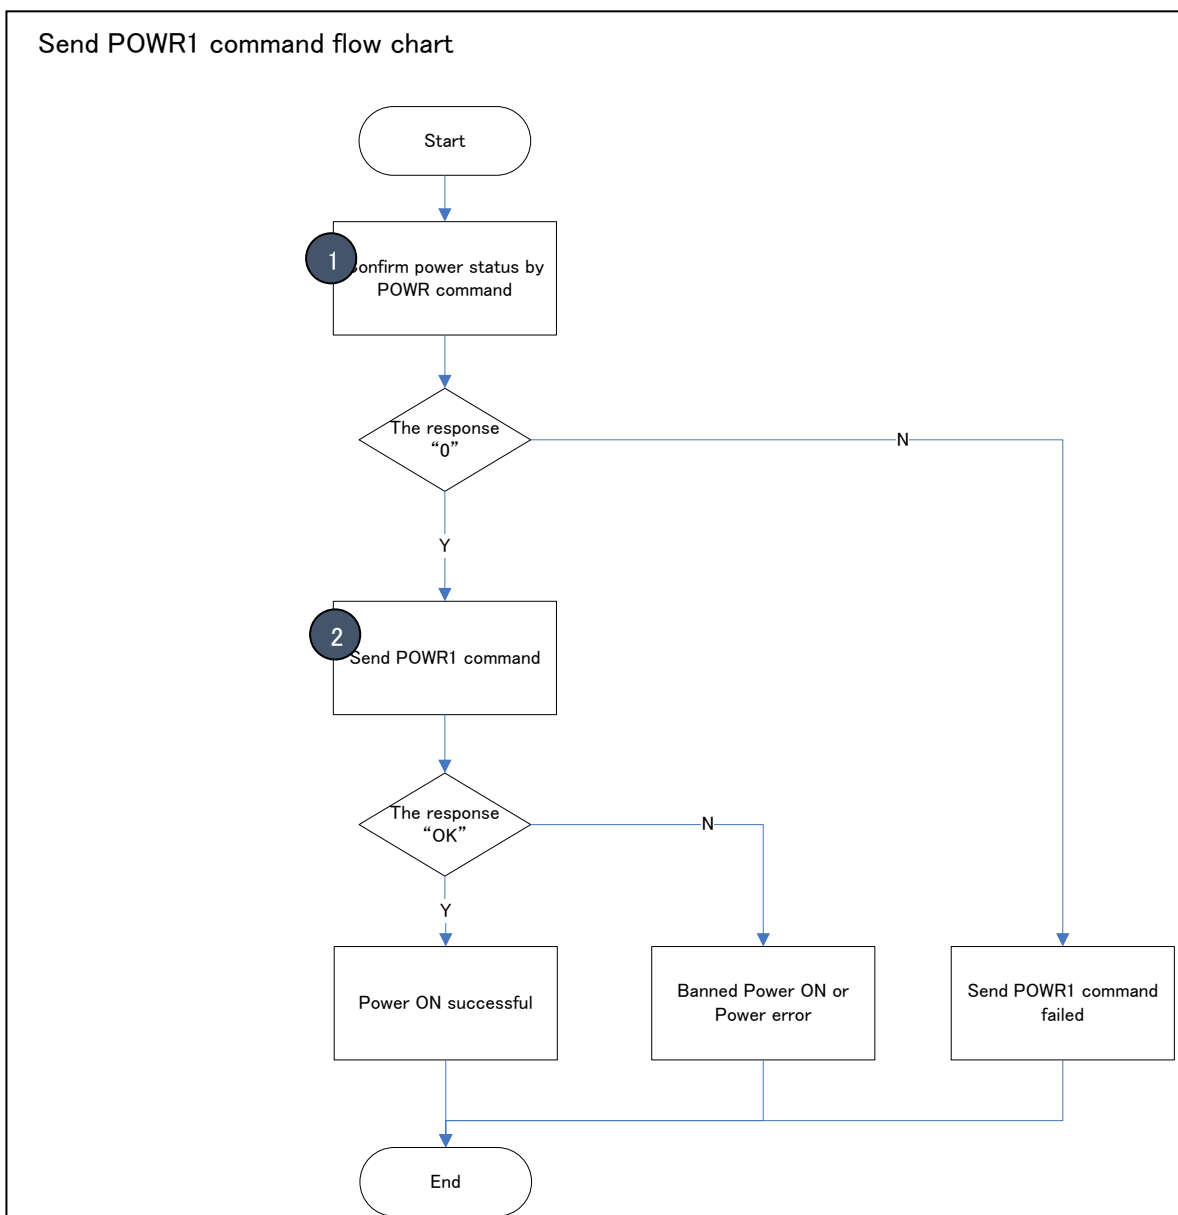 Send POWR1 command flow chart
Start
1
onfirm power status by
POWR command
The response
“0”
N
Y
2
Send POWR1 command
The response
“OK”
N
Y
Power ON successful
Banned Power ON or
Power error
Send POWR1 command
failed
End